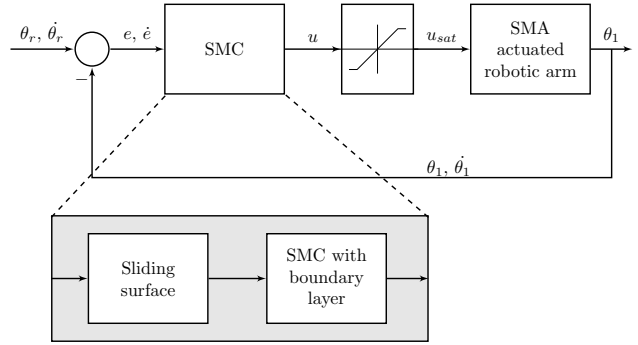 θ_r, θ̇_r
e, ė
SMC
u
u_sat
SMA
actuated
robotic arm
θ_1
−
θ_1, θ̇_1
Sliding
surface
SMC with
boundary
layer